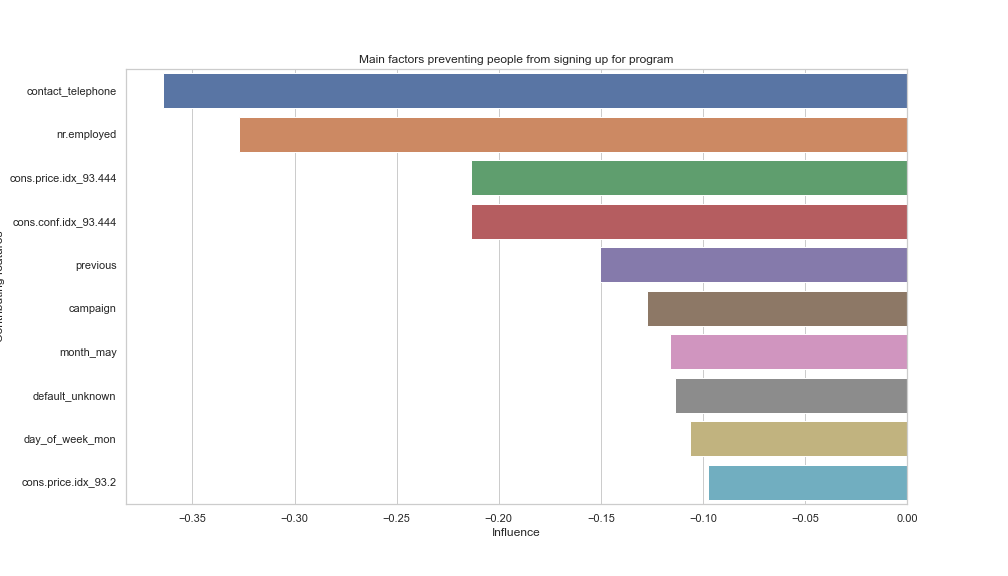 Main factors preventing people from signing up for program
contact_telephone
nr.employed
cons.price.idx_93.444
cons.conf.idx_93.444
previous
campaign
month_may
default_unknown
day_of_week_mon
cons.price.idx_93.2
−0.35 −0.30 −0.25 −0.20 −0.15 −0.10 −0.05 0.00
Influence